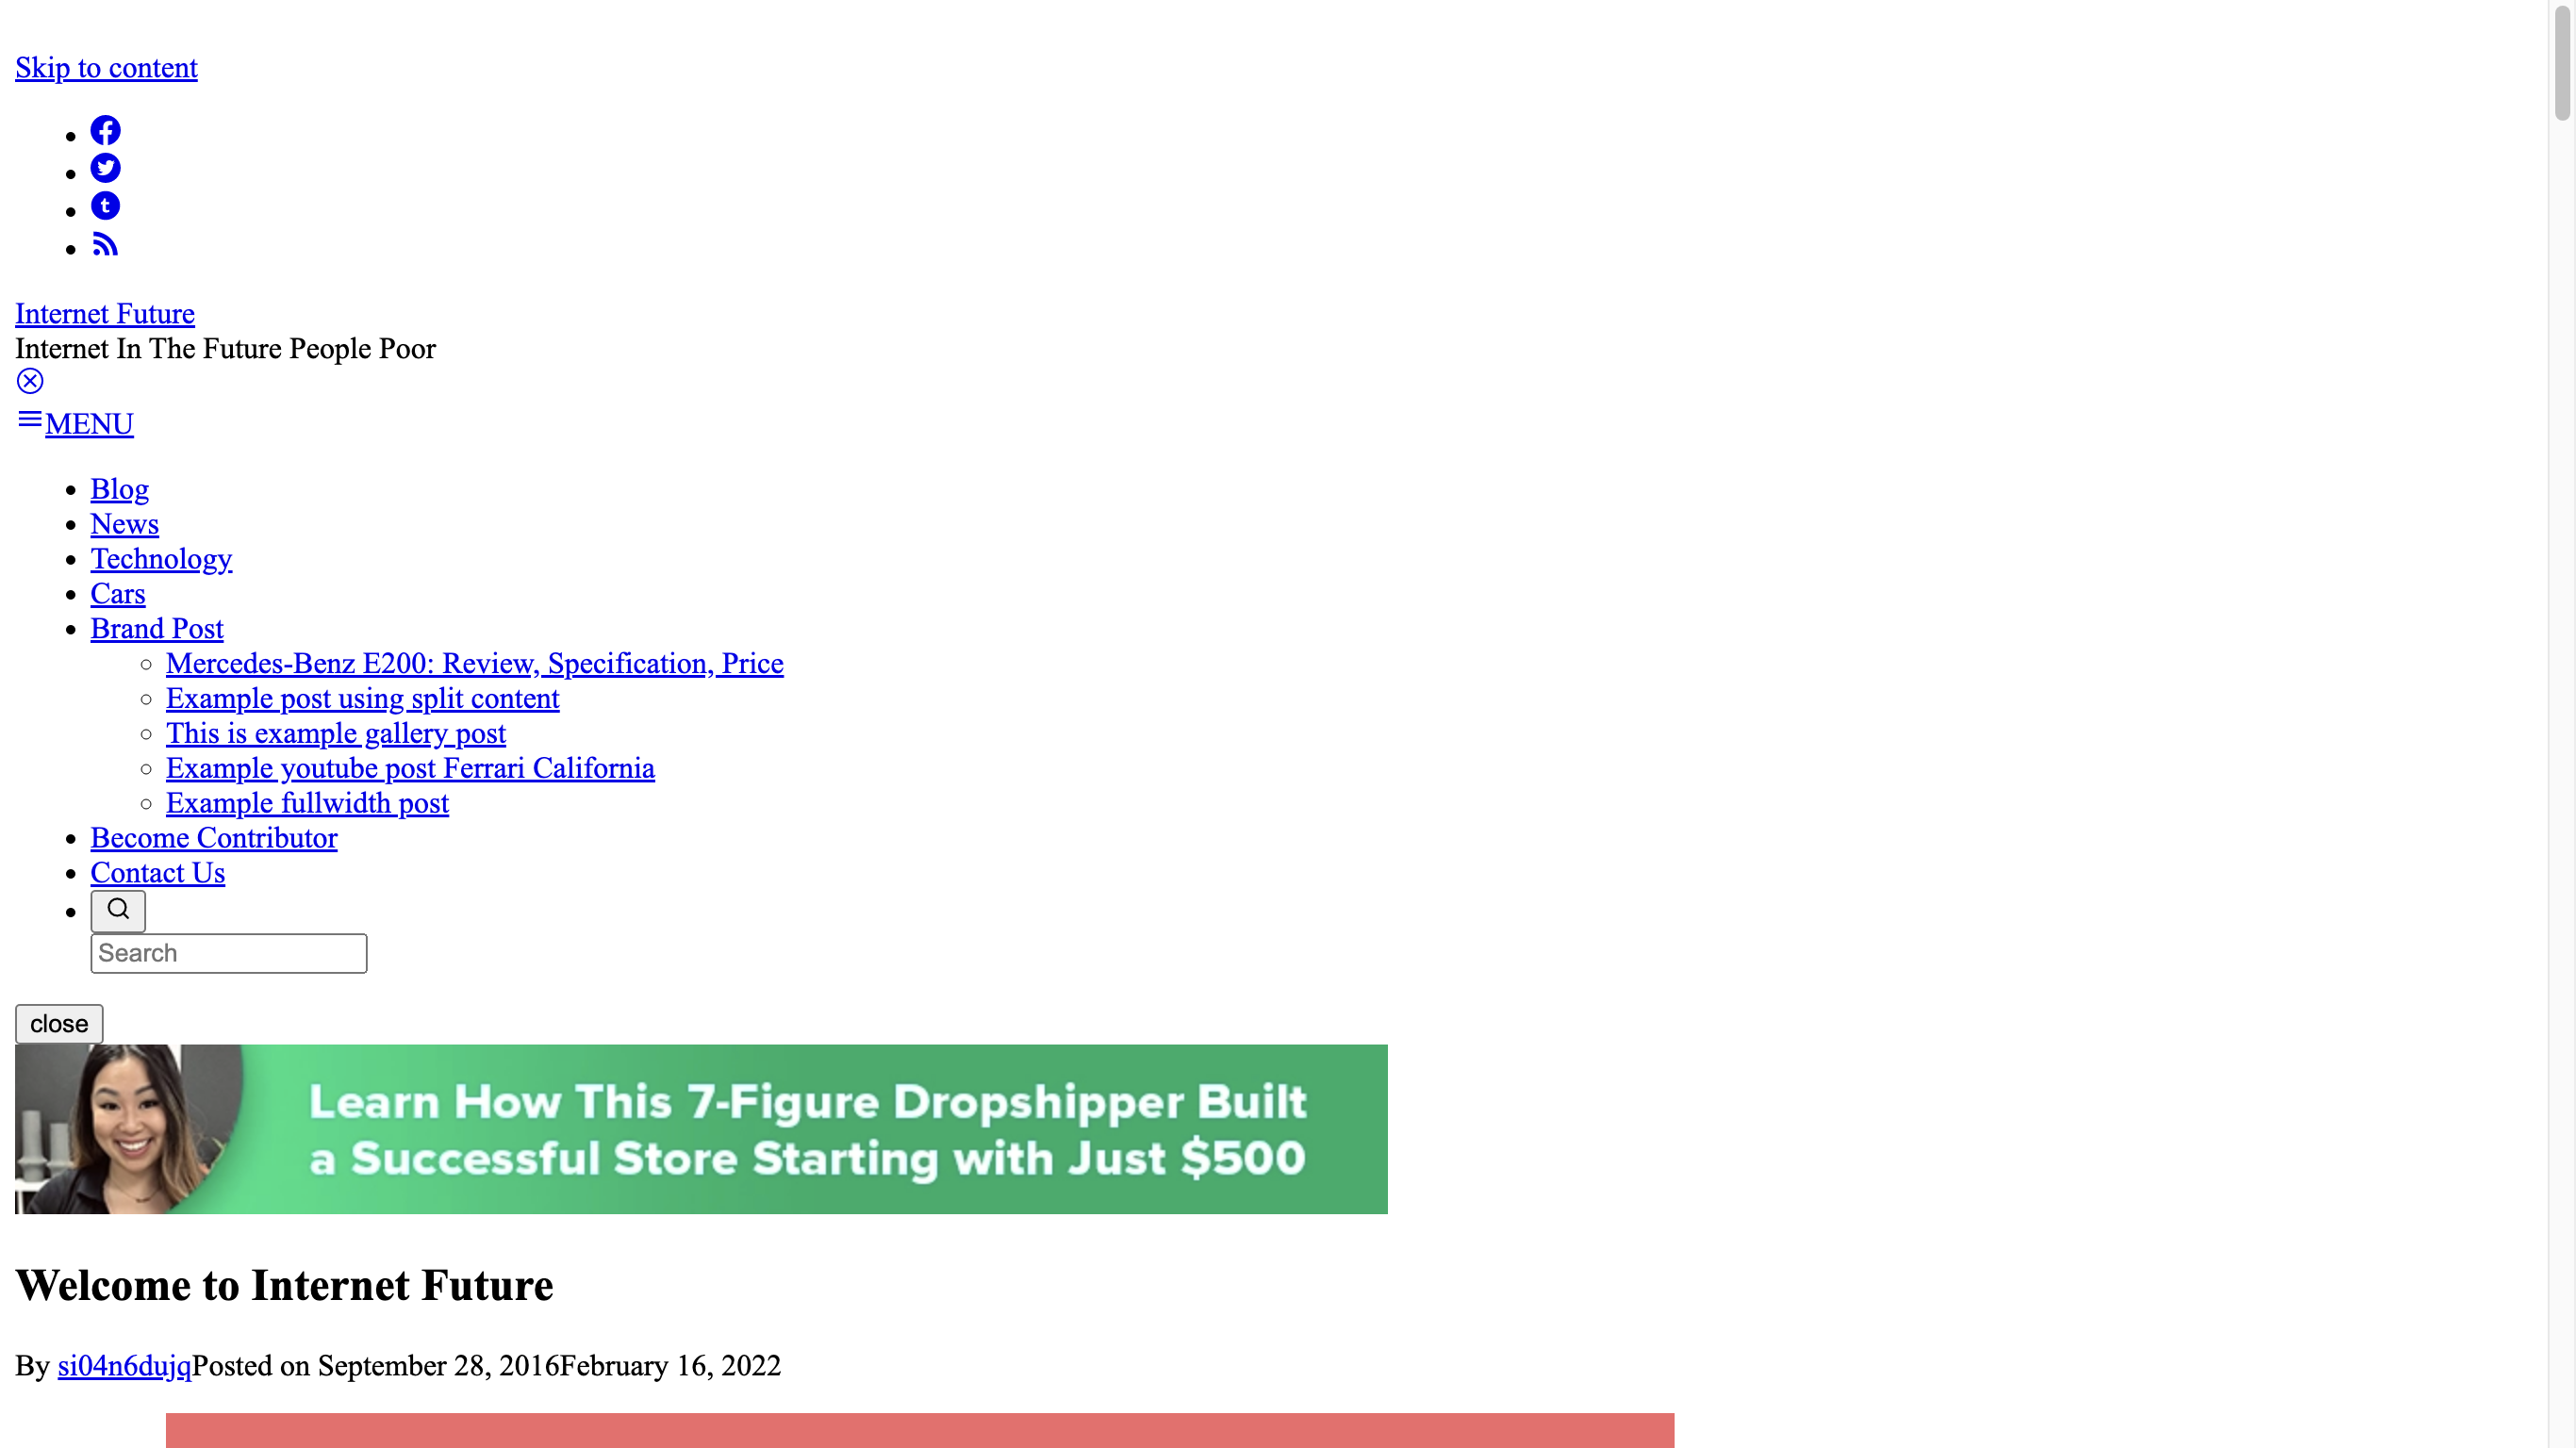 Skip to content
Internet Future
Internet In The Future People Poor
MENU
Blog
News
Technology
Cars
Brand Post
Mercedes-Benz E200: Review, Specification, Price
Example post using split content
This is example gallery post
Example youtube post Ferrari California
Example fullwidth post
Become Contributor
Contact Us
Search
close
Learn How This 7-Figure Dropshipper Built
a Successful Store Starting with Just $500
Welcome to Internet Future
By si04n6dujqPosted on September 28, 2016February 16, 2022